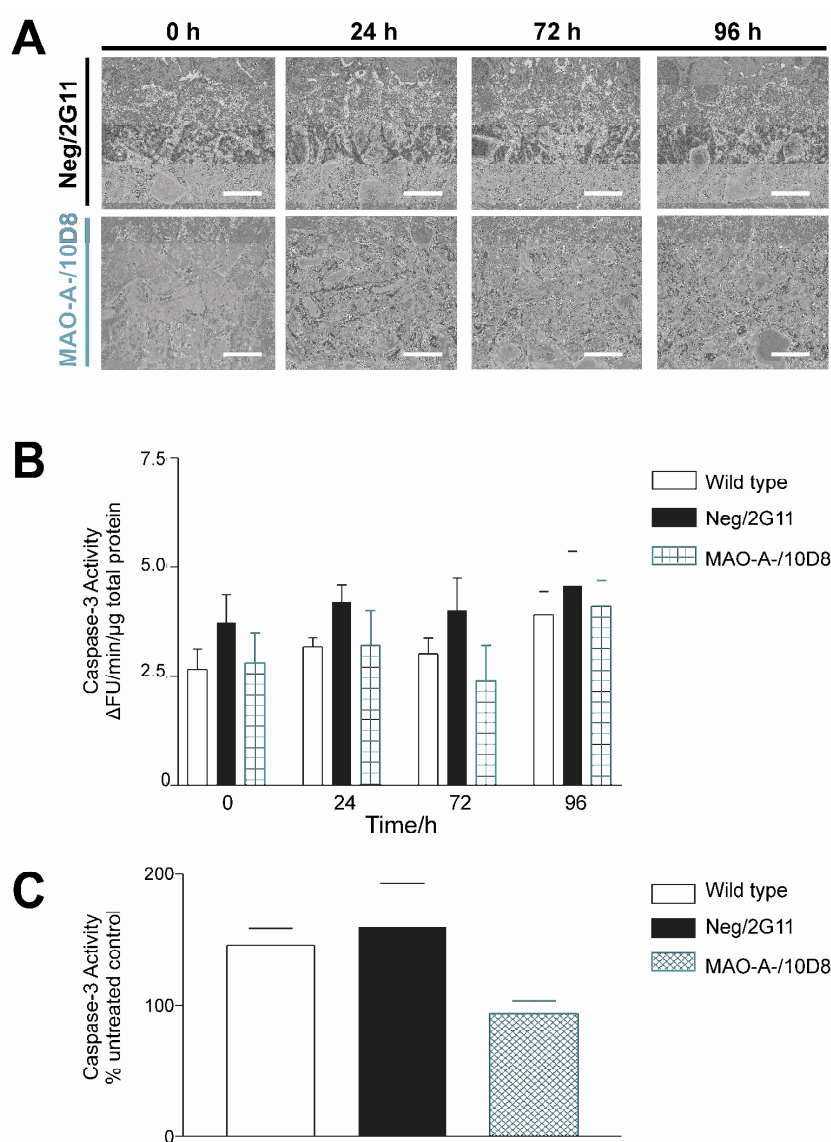 A
0 h 24 h 72 h 96 h
Neg/2G11
MAO-A-/10D8
B
Caspase-3 Activity
ΔFU/min/µg total protein
7.5
5.0
2.5
0
0 24 72 96
Time/h
Wild type
Neg/2G11
MAO-A-/10D8
C
Caspase-3 Activity
% untreated control
200
100
0
Wild type
Neg/2G11
MAO-A-/10D8